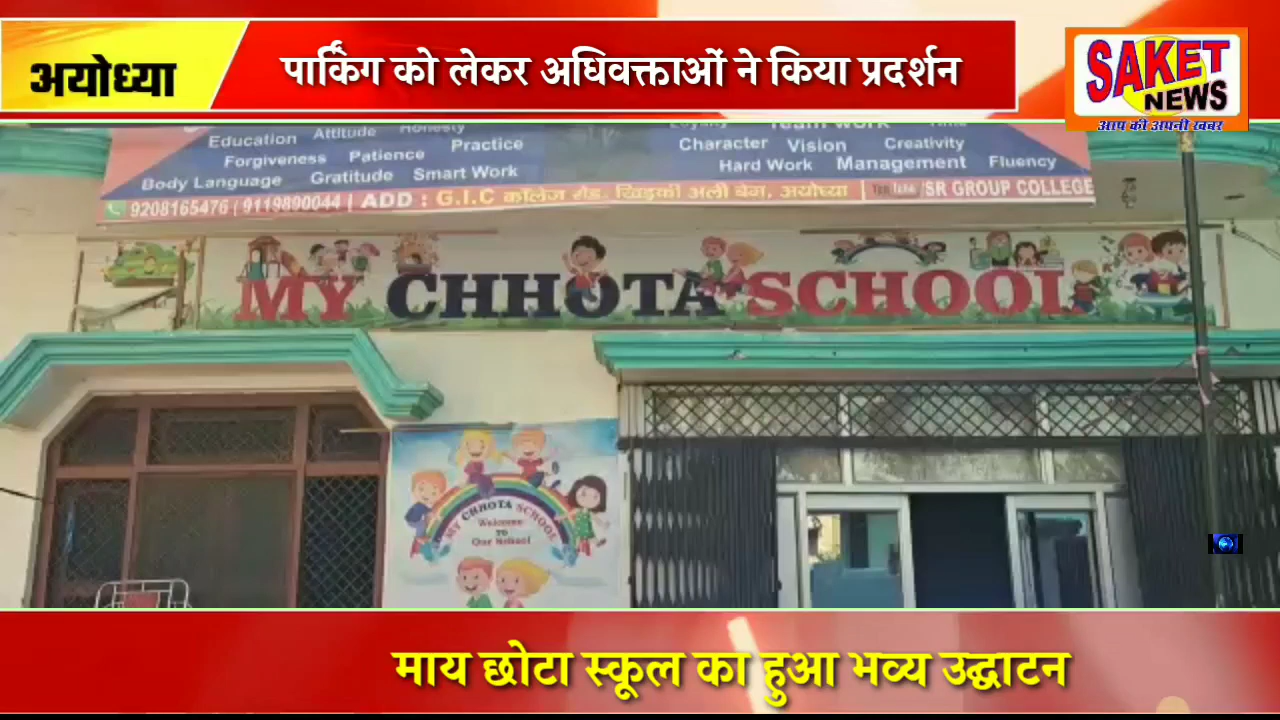 अयोध्या
पार्किंग को लेकर अधिवक्ताओं ने किया प्रदर्शन
SAKET
NEWS
आप की अपनी खबर
Education Attitude Honesty
Forgiveness Patience Practice
Body Language Gratitude Smart Work
Loyalty Team work Time
Character Vision Creativity
Hard Work Management Fluency
9208165476 | 9119890044 | ADD : G.I.C कॉलेज रोड, खिड़की अली बेग, अयोध्या | SR GROUP COLLEGE
MY CHHOTA SCHOOL
MY CHHOTA SCHOOL
Welcome
TO
Our School
माय छोटा स्कूल का हुआ भव्य उद्घाटन